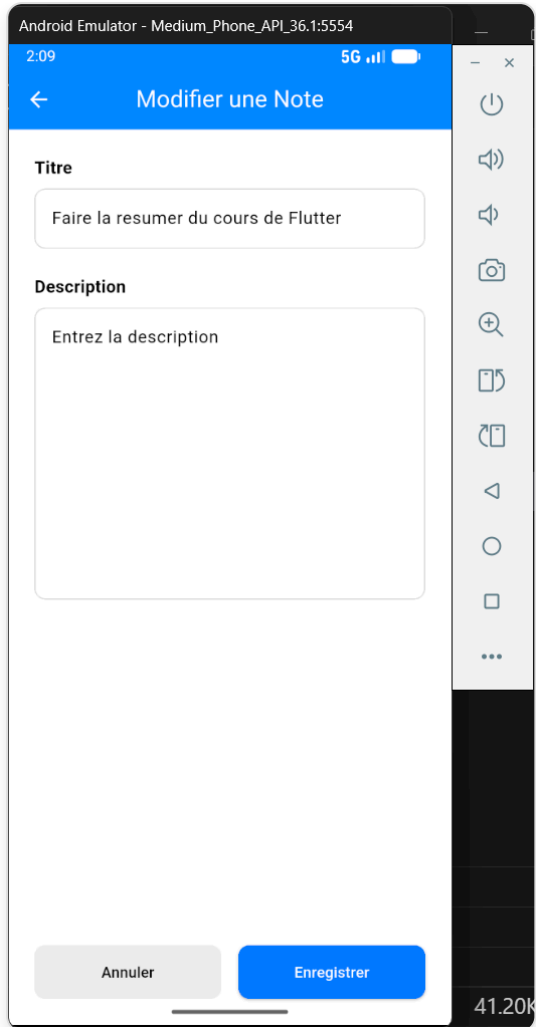 Android Emulator - Medium_Phone_API_36.1:5554
2:09
5G
Modifier une Note
Titre
Faire la resumer du cours de Flutter
Description
Entrez la description
Annuler
Enregistrer
41.20K